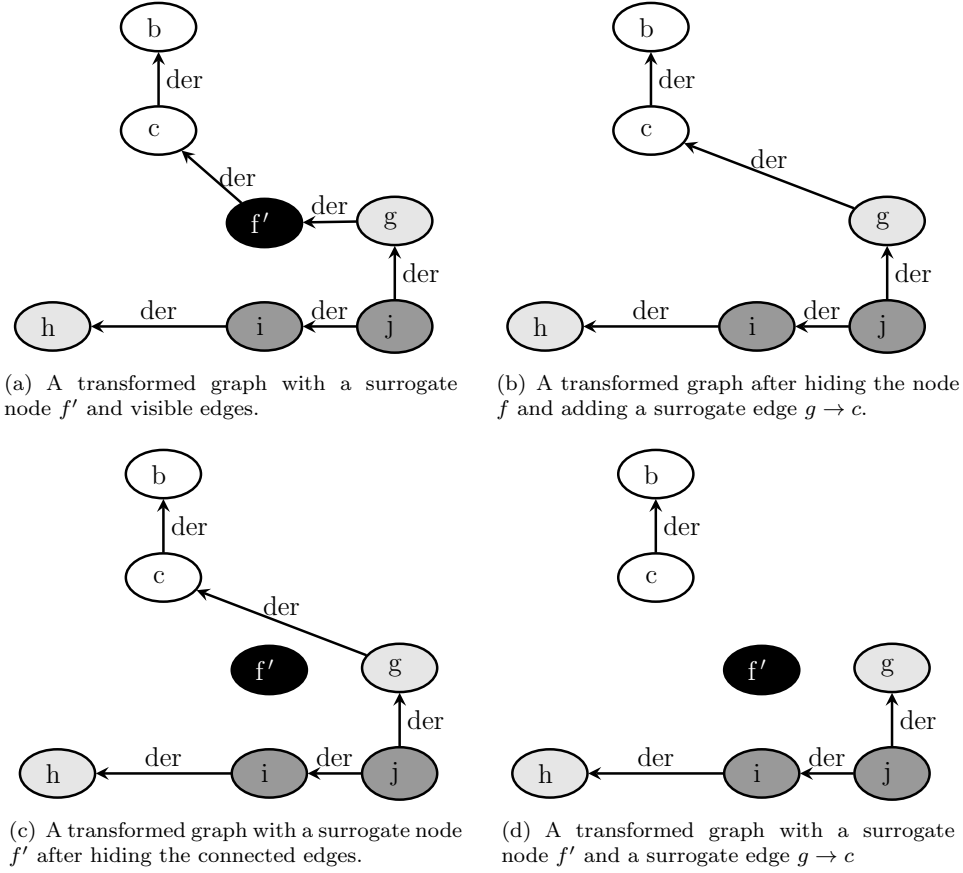 b
b
der
der
c
c
der
der
der
f′
g
g
der
der
der
der
der
der
h
i
j
h
i
j
(a) A transformed graph with a surrogate
node f′ and visible edges.
(b) A transformed graph after hiding the node
f and adding a surrogate edge g → c.
b
b
der
der
c
c
der
f′
g
f′
g
der
der
der
der
der
der
h
i
j
h
i
j
(c) A transformed graph with a surrogate node
f′ after hiding the connected edges.
(d) A transformed graph with a surrogate
node f′ and a surrogate edge g → c